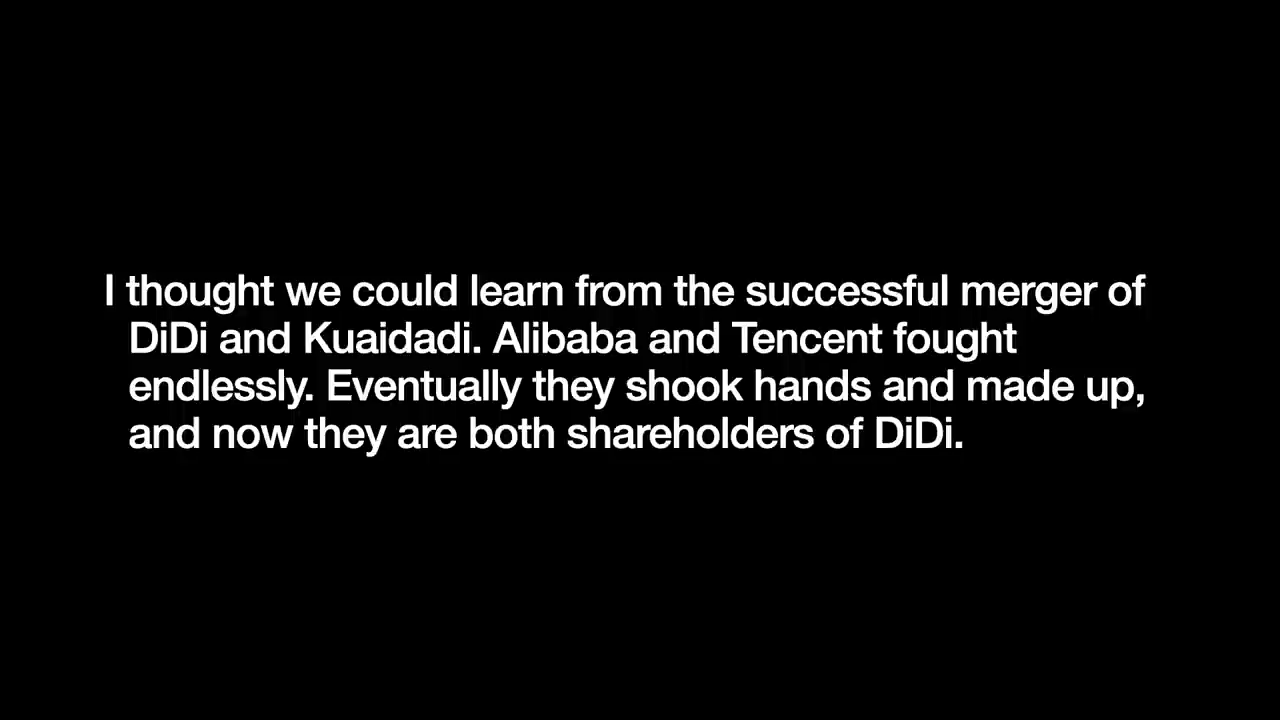 I thought we could learn from the successful merger of
DiDi and Kuaidadi. Alibaba and Tencent fought
endlessly. Eventually they shook hands and made up,
and now they are both shareholders of DiDi.